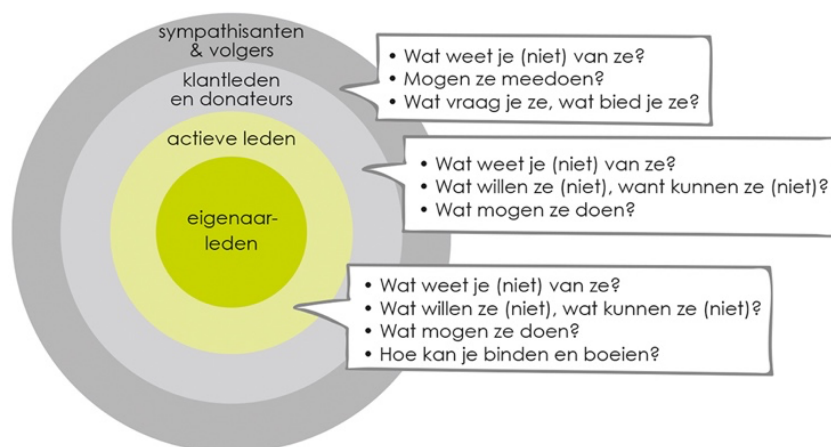 sympathisanten
& volgers
klantleden
en donateurs
actieve leden
eigenaar-
leden
• Wat weet je (niet) van ze?
• Mogen ze meedoen?
• Wat vraag je ze, wat bied je ze?
• Wat weet je (niet) van ze?
• Wat willen ze (niet), want kunnen ze (niet)?
• Wat mogen ze doen?
• Wat weet je (niet) van ze?
• Wat willen ze (niet), wat kunnen ze (niet)?
• Wat mogen ze doen?
• Hoe kan je binden en boeien?